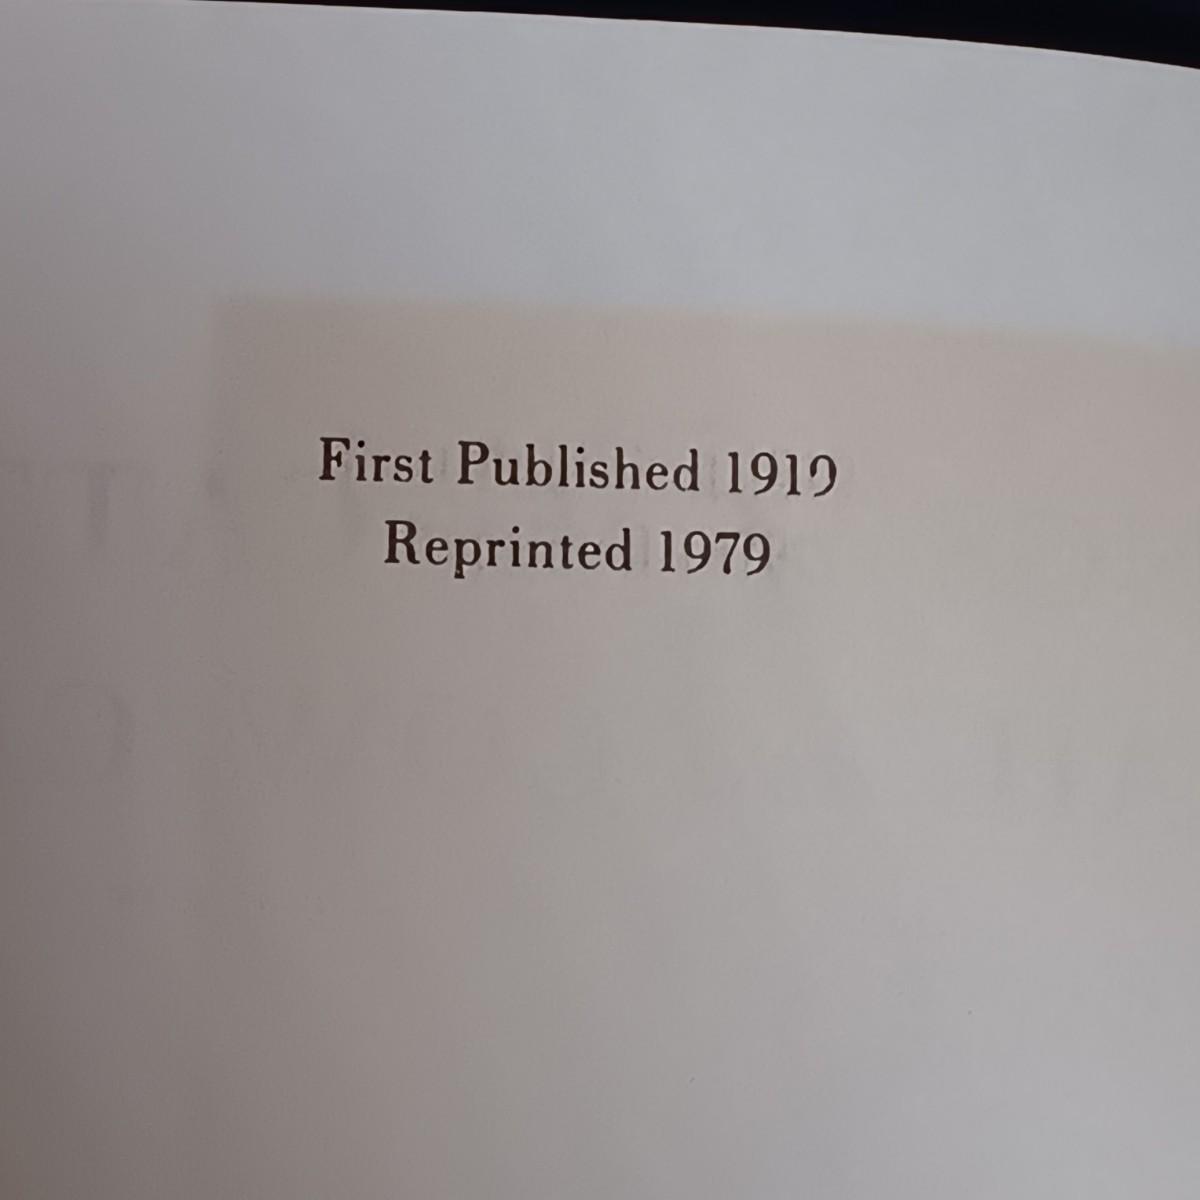 First Published 1919
Reprinted 1979